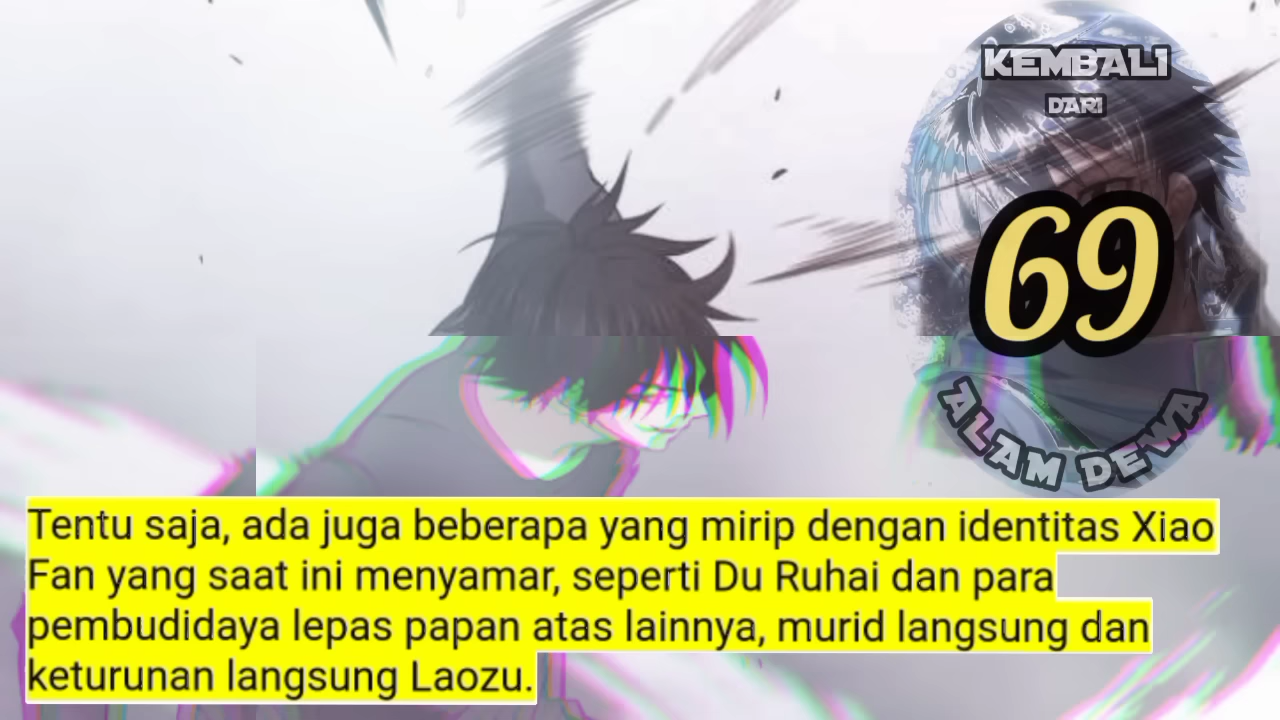 KEMBALI
DARI
69
ALAM DEWA
Tentu saja, ada juga beberapa yang mirip dengan identitas Xiao
Fan yang saat ini menyamar, seperti Du Ruhai dan para
pembudidaya lepas papan atas lainnya, murid langsung dan
keturunan langsung Laozu.